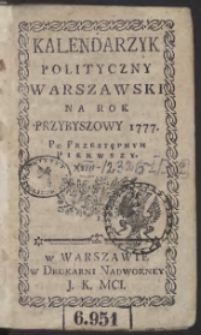 KALENDARZYK
POLITYCZNY
WARSZAWSKI
NA ROK
PRZYBYSZOWY 1777.
Po PRZESTĘPNYM
PIERWSZY.
w WARSZAWIE
w DRUKARNI NADWORNEY
J. K. MCI.
6.951